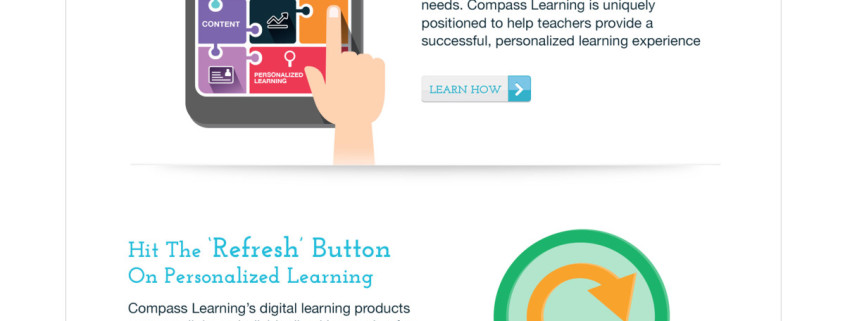 needs. Compass Learning is uniquely
positioned to help teachers provide a
successful, personalized learning experience
CONTENT
PERSONALIZED
LEARNING
LEARN HOW
Hit The ‘Refresh’ Button
On Personalized Learning
Compass Learning’s digital learning products